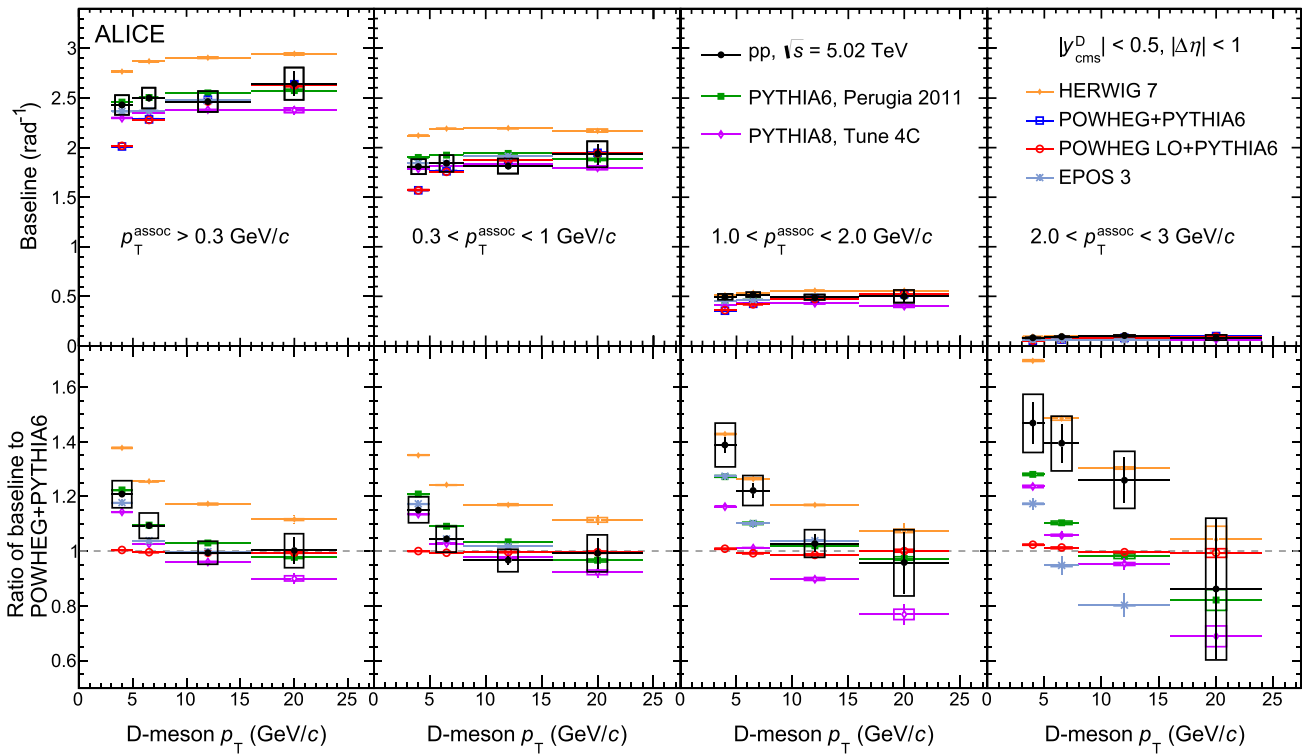 ALICE
Baseline (rad⁻¹)
3
2.5
2
1.5
1
0.5
0
p_T^assoc > 0.3 GeV/c
0.3 < p_T^assoc < 1 GeV/c
1.0 < p_T^assoc < 2.0 GeV/c
2.0 < p_T^assoc < 3 GeV/c
pp, √s = 5.02 TeV
PYTHIA6, Perugia 2011
PYTHIA8, Tune 4C
|y_cms^D| < 0.5, |Δη| < 1
HERWIG 7
POWHEG+PYTHIA6
POWHEG LO+PYTHIA6
EPOS 3
Ratio of baseline to
POWHEG+PYTHIA6
1.6
1.4
1.2
1
0.8
0.6
0 5 10 15 20
0 5 10 15 20
0 5 10 15 20
0 5 10 15 20 25
D-meson p_T (GeV/c)
D-meson p_T (GeV/c)
D-meson p_T (GeV/c)
D-meson p_T (GeV/c)